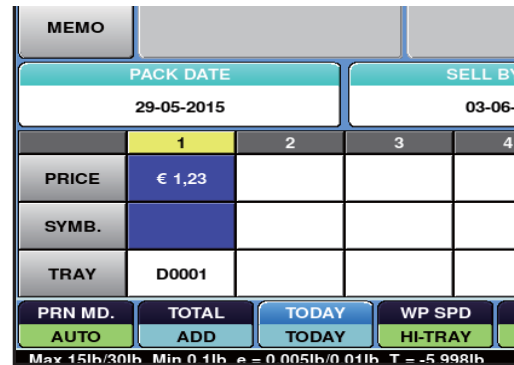 MEMO
PACK DATE SELL BY
29-05-2015 03-06-
1 2 3 4
PRICE € 1,23
SYMB.
TRAY D0001
PRN MD. TOTAL TODAY WP SPD
AUTO ADD TODAY HI-TRAY
Max 15lb/30lb Min 0.1lb e = 0.005lb/0.01lb T = -5.998lb